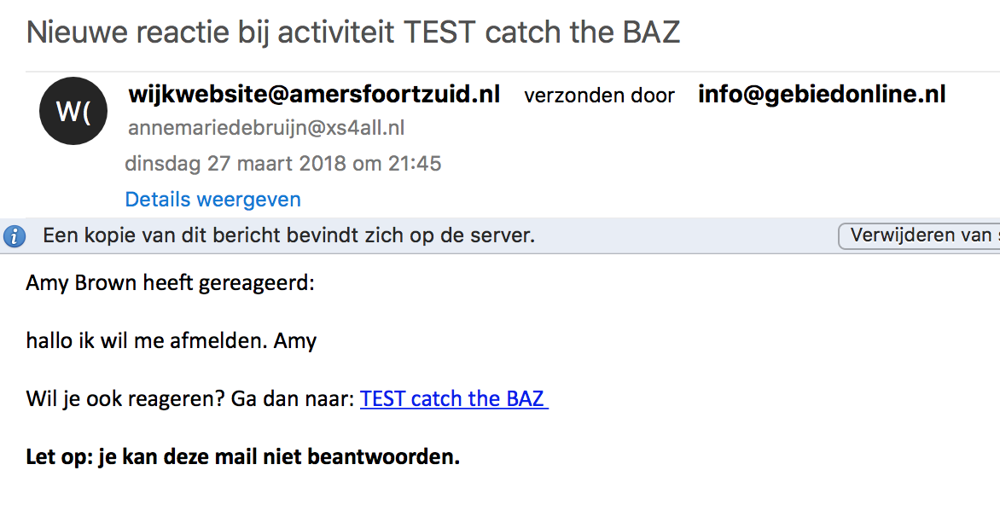 Nieuwe reactie bij activiteit TEST catch the BAZ
W(
wijkwebsite@amersfoortzuid.nl verzonden door info@gebiedonline.nl
annemariedebruijn@xs4all.nl
dinsdag 27 maart 2018 om 21:45
Details weergeven
i Een kopie van dit bericht bevindt zich op de server. Verwijderen van
Amy Brown heeft gereageerd:
hallo ik wil me afmelden. Amy
Wil je ook reageren? Ga dan naar: TEST catch the BAZ
Let op: je kan deze mail niet beantwoorden.